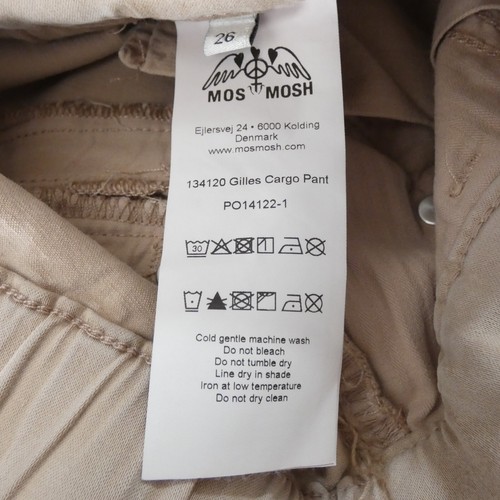 26
MOS MOSH
Ejlersvej 24 • 6000 Kolding
Denmark
www.mosmosh.com
134120 Gilles Cargo Pant
PO14122-1
30
Cold gentle machine wash
Do not bleach
Do not tumble dry
Line dry in shade
Iron at low temperature
Do not dry clean